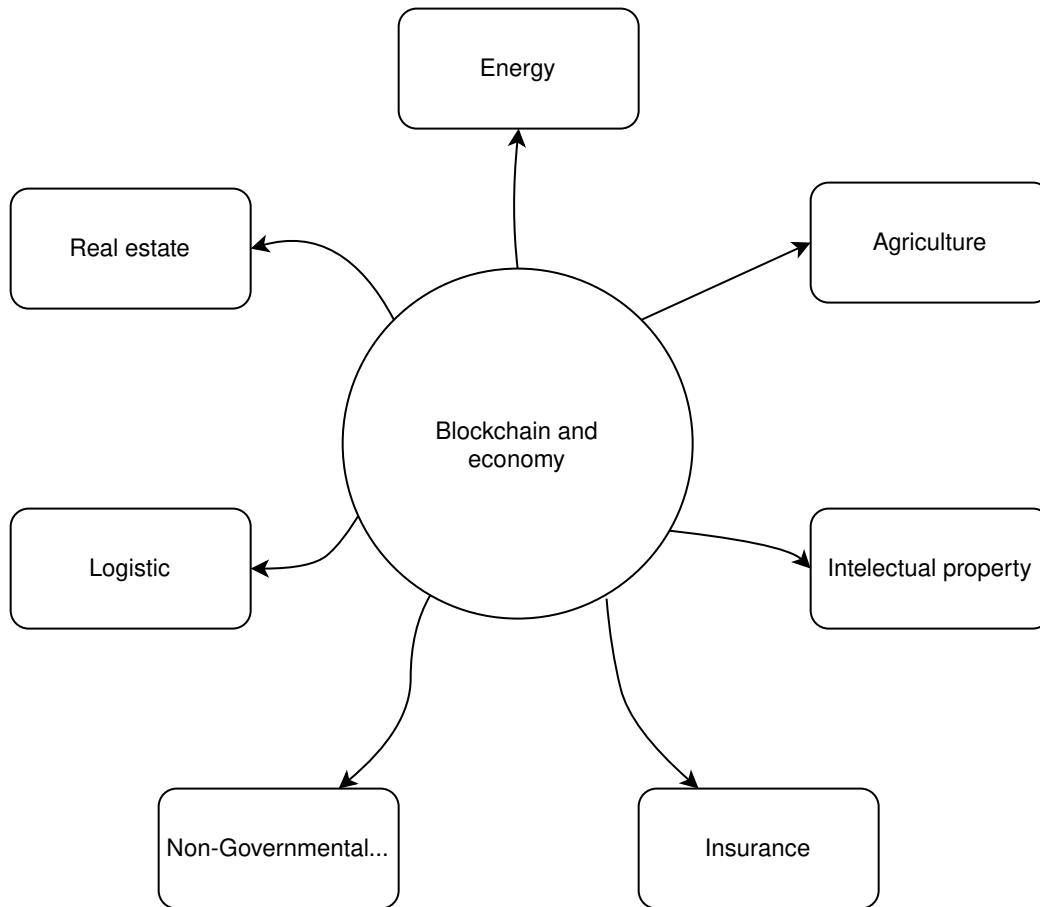 Energy
Real estate
Agriculture
Blockchain and
economy
Logistic
Intelectual property
Non-Governmental...
Insurance